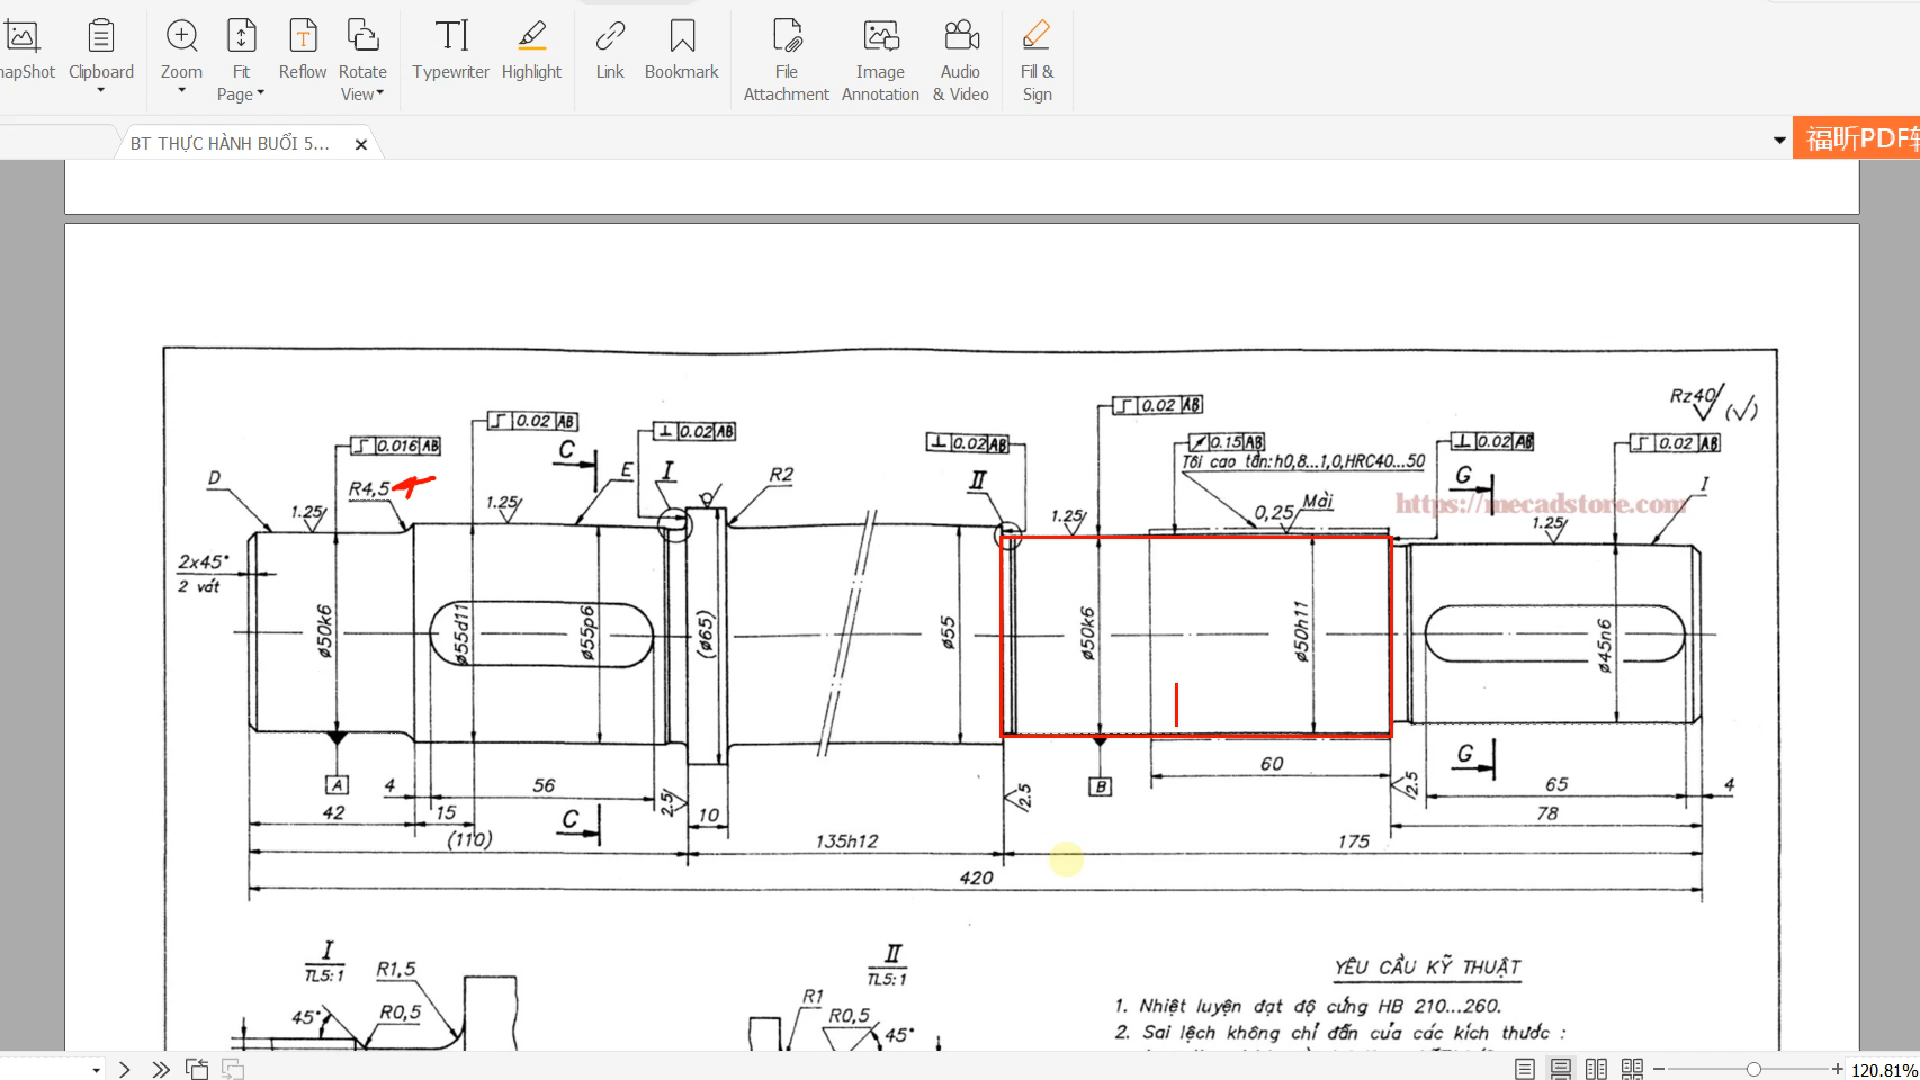 napShot
Clipboard
Zoom
Fit Page
Reflow
Rotate View
Typewriter
Highlight
Link
Bookmark
File Attachment
Image Annotation
Audio & Video
Fill & Sign
BT THỰC HÀNH BUỔI 5...
福昕PDF转
Rz40 (√)
0.02 AB
0.02 AB
0.016 AB
0.02 AB
0.02 AB
0.15 AB
0.02 AB
0.02 AB
Tôi cao tần:h0,8...1,0,HRC40...50
D
R4,5
1.25
C
E
I
R2
II
1.25
0,25
Mài
G
https://mecadstore.com
1.25
I
2x45°
2 vát
ø50k6
ø55d11
ø55p6
(ø65)
ø55
ø50k6
ø50h11
ø45n6
A
4
56
2.5
B
60
2.5
G
65
4
42
15
C
10
2.5
78
(110)
135h12
175
420
I
TL5:1
R1,5
45°
R0,5
II
TL5:1
R1
R0,5
45°
YÊU CẦU KỸ THUẬT
1. Nhiệt luyện đạt độ cứng HB 210...260.
2. Sai lệch không chỉ dẫn của các kích thước :
120.81%